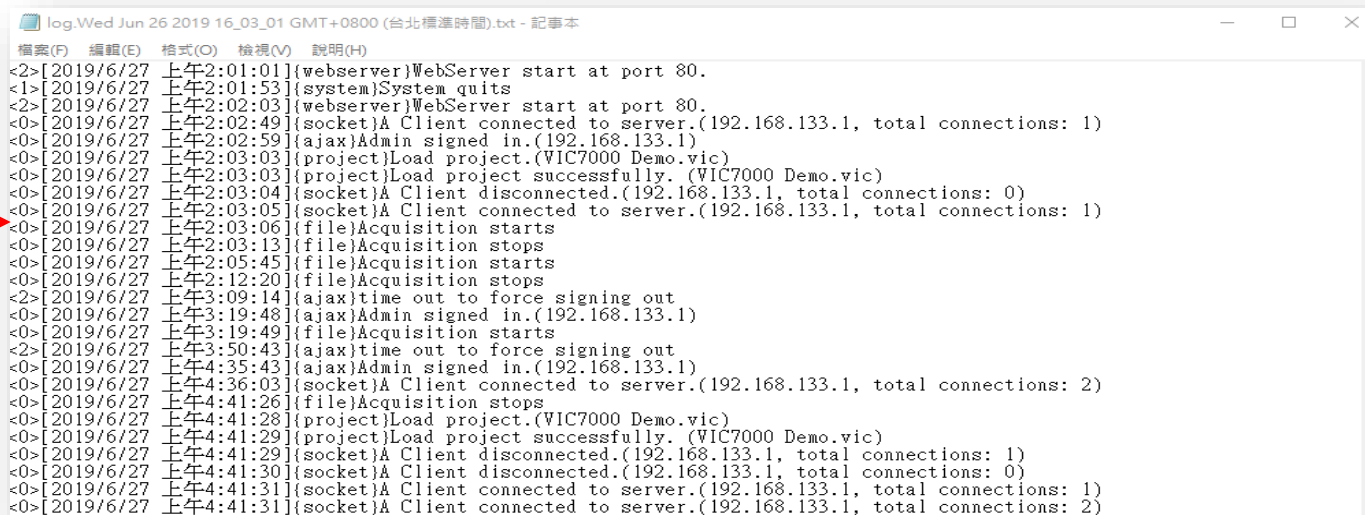 log.Wed Jun 26 2019 16_03_01 GMT+0800 (台北標準時間).txt - 記事本
檔案(F) 編輯(E) 格式(O) 檢視(V) 說明(H)
<2>[2019/6/27 上午2:01:01]{webserver}WebServer start at port 80.
<1>[2019/6/27 上午2:01:53]{system}System quits
<2>[2019/6/27 上午2:02:03]{webserver}WebServer start at port 80.
<0>[2019/6/27 上午2:02:49]{socket}A Client connected to server.(192.168.133.1, total connections: 1)
<0>[2019/6/27 上午2:02:59]{ajax}Admin signed in.(192.168.133.1)
<0>[2019/6/27 上午2:03:03]{project}Load project.(VIC7000 Demo.vic)
<0>[2019/6/27 上午2:03:03]{project}Load project successfully. (VIC7000 Demo.vic)
<0>[2019/6/27 上午2:03:04]{socket}A Client disconnected.(192.168.133.1, total connections: 0)
<0>[2019/6/27 上午2:03:05]{socket}A Client connected to server.(192.168.133.1, total connections: 1)
<0>[2019/6/27 上午2:03:06]{file}Acquisition starts
<0>[2019/6/27 上午2:03:13]{file}Acquisition stops
<0>[2019/6/27 上午2:05:45]{file}Acquisition starts
<0>[2019/6/27 上午2:12:20]{file}Acquisition stops
<2>[2019/6/27 上午3:09:14]{ajax}time out to force signing out
<0>[2019/6/27 上午3:19:48]{ajax}Admin signed in.(192.168.133.1)
<0>[2019/6/27 上午3:19:49]{file}Acquisition starts
<2>[2019/6/27 上午3:50:43]{ajax}time out to force signing out
<0>[2019/6/27 上午4:35:43]{ajax}Admin signed in.(192.168.133.1)
<0>[2019/6/27 上午4:36:03]{socket}A Client connected to server.(192.168.133.1, total connections: 2)
<0>[2019/6/27 上午4:41:26]{file}Acquisition stops
<0>[2019/6/27 上午4:41:28]{project}Load project.(VIC7000 Demo.vic)
<0>[2019/6/27 上午4:41:29]{project}Load project successfully. (VIC7000 Demo.vic)
<0>[2019/6/27 上午4:41:29]{socket}A Client disconnected.(192.168.133.1, total connections: 1)
<0>[2019/6/27 上午4:41:30]{socket}A Client disconnected.(192.168.133.1, total connections: 0)
<0>[2019/6/27 上午4:41:31]{socket}A Client connected to server.(192.168.133.1, total connections: 1)
<0>[2019/6/27 上午4:41:31]{socket}A Client connected to server.(192.168.133.1, total connections: 2)